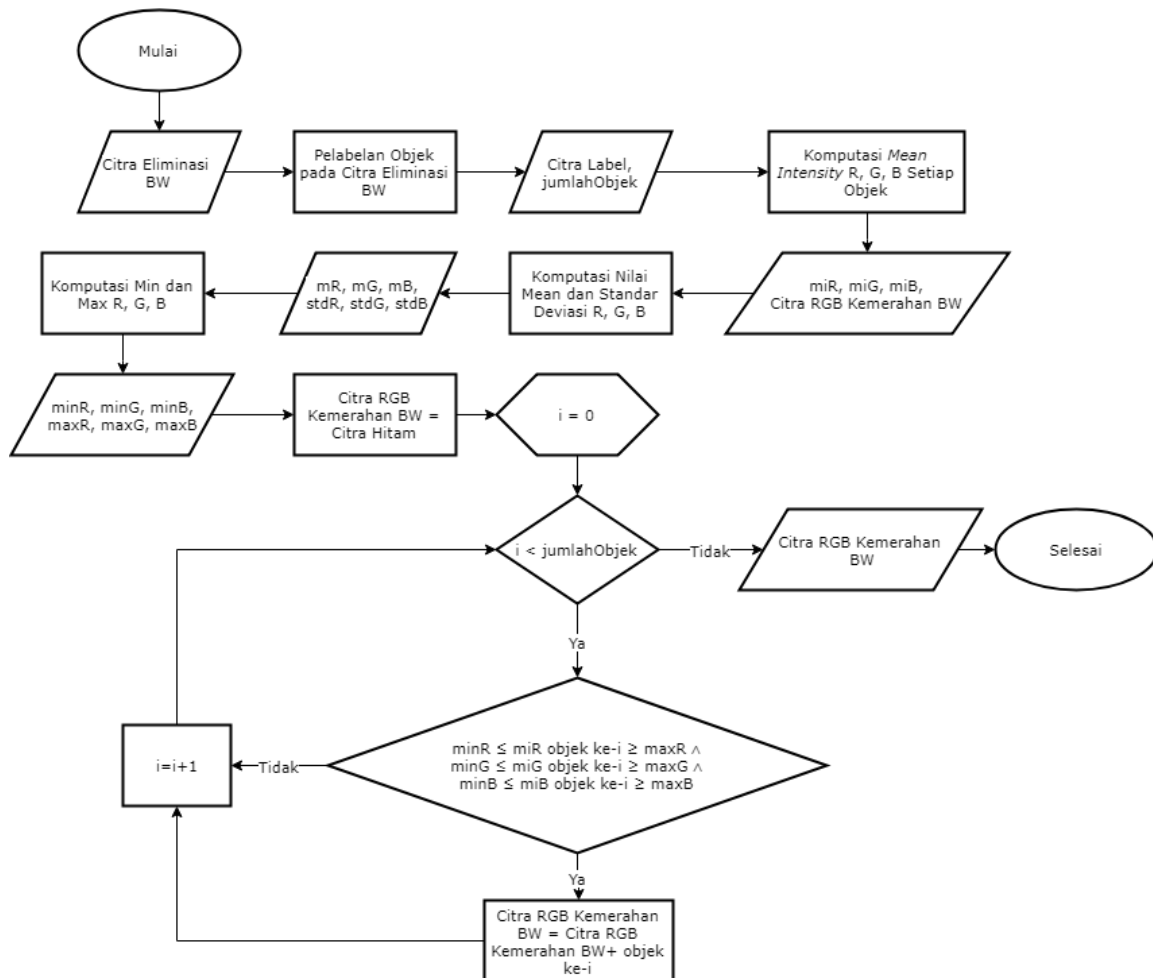 Mulai
Citra Eliminasi
BW
Pelabelan Objek
pada Citra Eliminasi
BW
Citra Label,
jumlahObjek
Komputasi Mean
Intensity R, G, B Setiap
Objek
miR, miG, miB,
Citra RGB Kemerahan BW
Komputasi Nilai
Mean dan Standar
Deviasi R, G, B
mR, mG, mB,
stdR, stdG, stdB
Komputasi Min dan
Max R, G, B
minR, minG, minB,
maxR, maxG, maxB
Citra RGB
Kemerahan BW =
Citra Hitam
i = 0
i < jumlahObjek
Tidak
Citra RGB Kemerahan
BW
Selesai
Ya
minR ≤ miR objek ke-i ≥ maxR ∧
minG ≤ miG objek ke-i ≥ maxG ∧
minB ≤ miB objek ke-i ≥ maxB
Tidak
i=i+1
Ya
Citra RGB Kemerahan
BW = Citra RGB
Kemerahan BW+ objek
ke-i